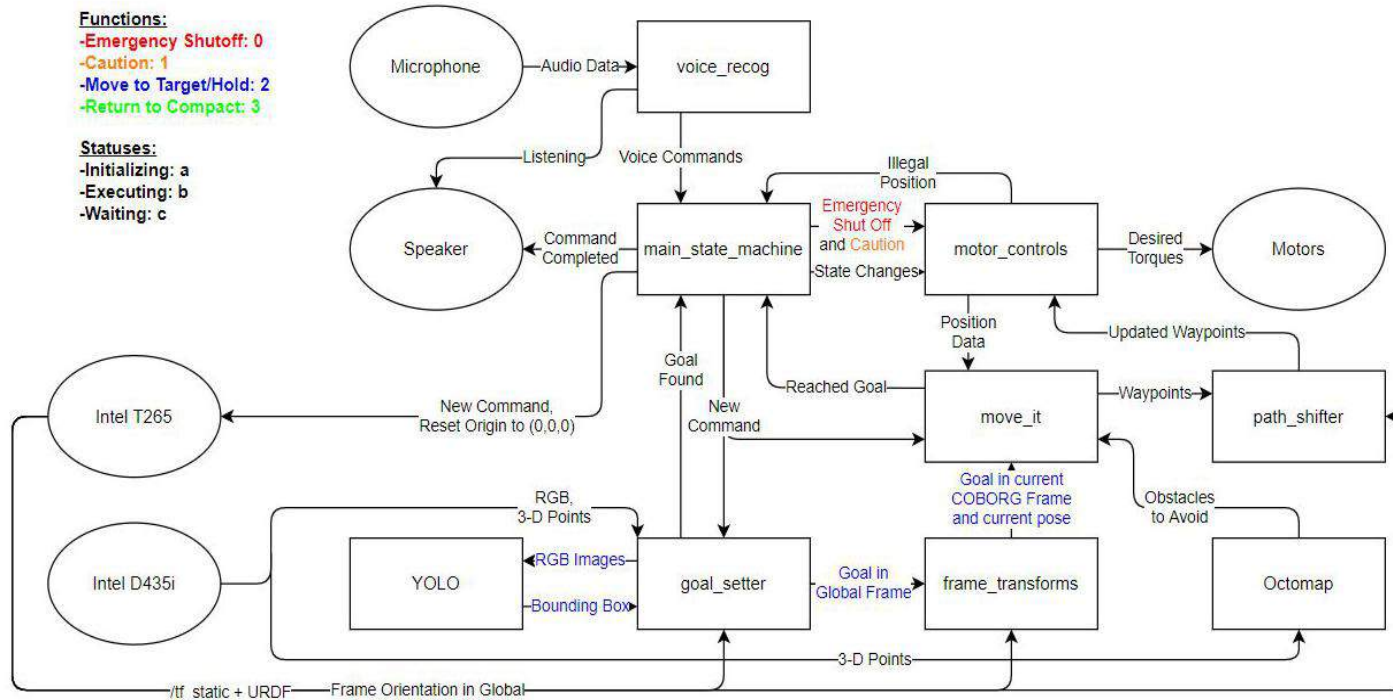 Functions:
-Emergency Shutoff: 0
-Caution: 1
-Move to Target/Hold: 2
-Return to Compact: 3
Statuses:
-Initializing: a
-Executing: b
-Waiting: c
Microphone
Audio Data
voice_recog
Listening
Voice Commands
Speaker
Command
Completed
main_state_machine
Illegal
Position
Emergency
Shut Off
and Caution
State Changes
motor_controls
Desired
Torques
Motors
Position
Data
Updated Waypoints
Intel T265
New Command,
Reset Origin to (0,0,0)
Goal
Found
New
Command
Reached Goal
move_it
Waypoints
path_shifter
Goal in current
COBORG Frame
and current pose
Obstacles
to Avoid
RGB,
3-D Points
Intel D435i
YOLO
RGB Images
Bounding Box
goal_setter
Goal in
Global Frame
frame_transforms
Octomap
3-D Points
/tf_static + URDF
Frame Orientation in Global